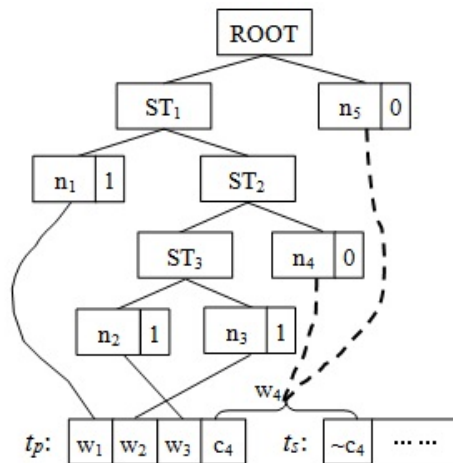 ROOT
ST₁ n₅ 0
n₁ 1 ST₂
ST₃ n₄ 0
n₂ 1 n₃ 1
w₄
tₚ: w₁ w₂ w₃ c₄ tₛ: ~c₄ ... ...